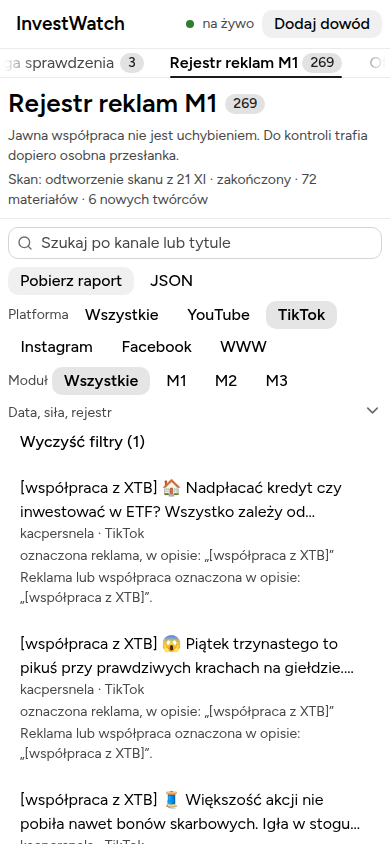 InvestWatch
na żywo
Dodaj dowód
ga sprawdzenia 3
Rejestr reklam M1 269
Rejestr reklam M1 269
Jawna współpraca nie jest uchybieniem. Do kontroli trafia
dopiero osobna przesłanka.
Skan: odtworzenie skanu z 21 XI · zakończony · 72
materiałów · 6 nowych twórców
Szukaj po kanale lub tytule
Pobierz raport JSON
Platforma Wszystkie YouTube TikTok
Instagram Facebook WWW
Moduł Wszystkie M1 M2 M3
Data, siła, rejestr
Wyczyść filtry (1)
[współpraca z XTB] 🏠 Nadpłacać kredyt czy
inwestować w ETF? Wszystko zależy od...
kacpersnela · TikTok
oznaczona reklama, w opisie: „[współpraca z XTB]”
Reklama lub współpraca oznaczona w opisie:
„[współpraca z XTB]”.
[współpraca z XTB] 😱 Piątek trzynastego to
pikuś przy prawdziwych krachach na giełdzie....
kacpersnela · TikTok
oznaczona reklama, w opisie: „[współpraca z XTB]”
Reklama lub współpraca oznaczona w opisie:
„[współpraca z XTB]”.
[współpraca z XTB] 🧵 Większość akcji nie
pobiła nawet bonów skarbowych. Igła w stogu...
kacpersnela · TikTok